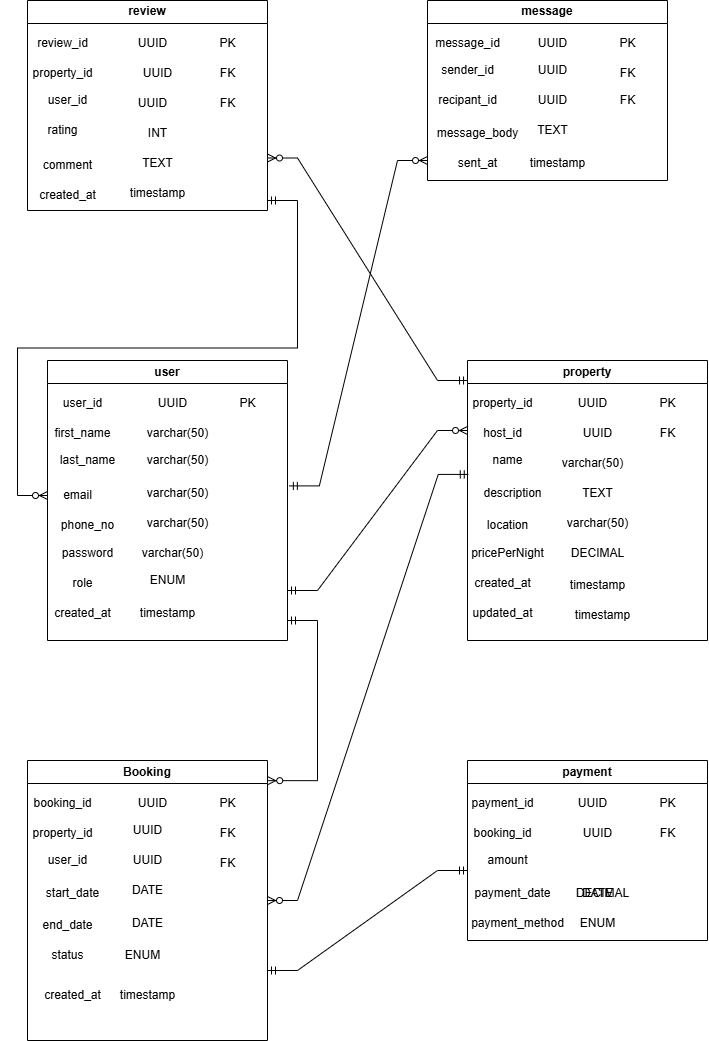 review
review_id UUID PK
property_id UUID FK
user_id UUID FK
rating INT
comment TEXT
created_at timestamp
message
message_id UUID PK
sender_id UUID FK
recipant_id UUID FK
message_body TEXT
sent_at timestamp
user
user_id UUID PK
first_name varchar(50)
last_name varchar(50)
email varchar(50)
phone_no varchar(50)
password varchar(50)
role ENUM
created_at timestamp
property
property_id UUID PK
host_id UUID FK
name varchar(50)
description TEXT
location varchar(50)
pricePerNight DECIMAL
created_at timestamp
updated_at timestamp
Booking
booking_id UUID PK
property_id UUID FK
user_id UUID FK
start_date DATE
end_date DATE
status ENUM
created_at timestamp
payment
payment_id UUID PK
booking_id UUID FK
amount
payment_date DECIMAL DATE
payment_method ENUM